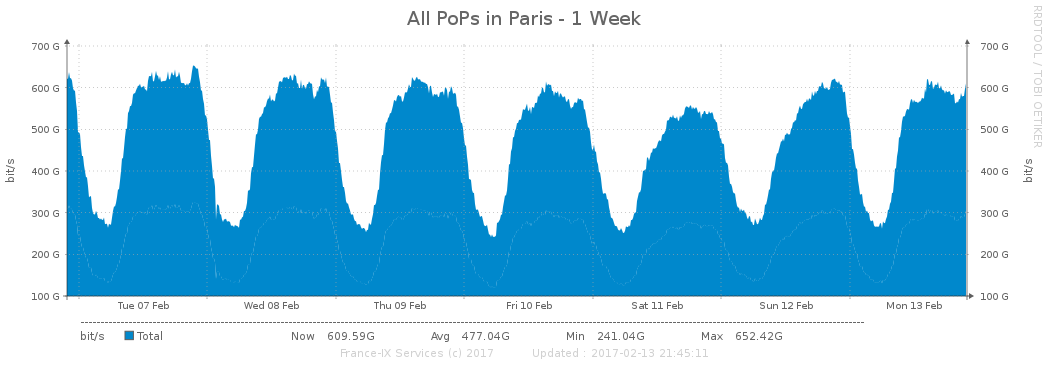 All PoPs in Paris - 1 Week
RRDTOOL / TOBI OETIKER
700 G 700 G
600 G 600 G
500 G 500 G
400 G 400 G
300 G 300 G
200 G 200 G
100 G 100 G
bit/s bit/s
Tue 07 Feb Wed 08 Feb Thu 09 Feb Fri 10 Feb Sat 11 Feb Sun 12 Feb Mon 13 Feb
bit/s Total Now 609.59G Avg 477.04G Min 241.04G Max 652.42G
France-IX Services (c) 2017 Updated : 2017-02-13 21:45:11